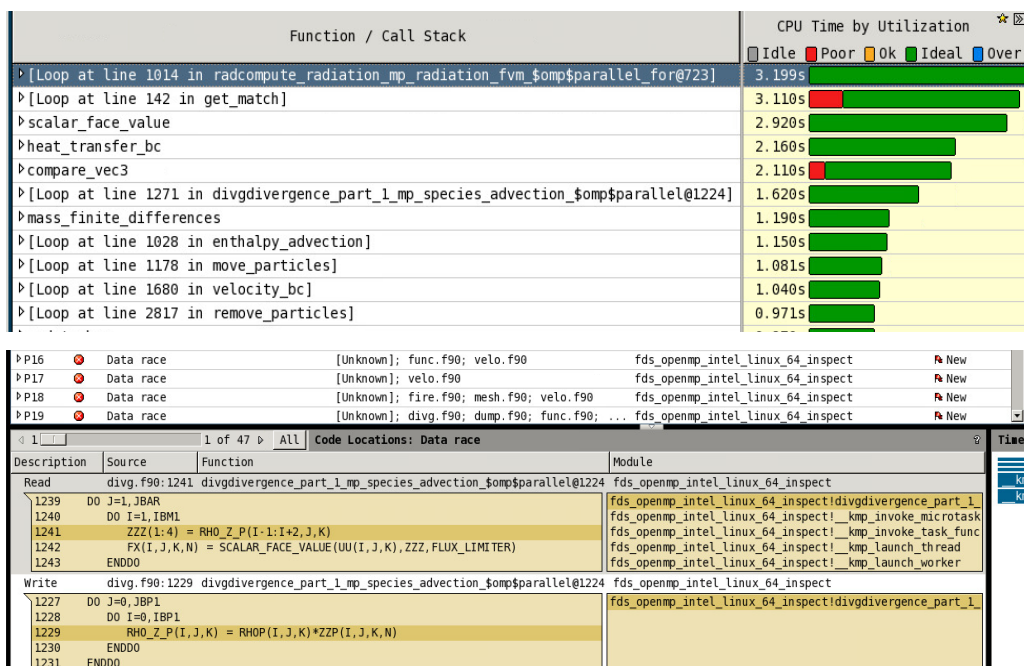 Function / Call Stack
CPU Time by Utilization
Idle Poor Ok Ideal Over
[Loop at line 1014 in radcompute_radiation_mp_radiation_fvm_$omp$parallel_for@723] 3.199s
[Loop at line 142 in get_match] 3.110s
scalar_face_value 2.920s
heat_transfer_bc 2.160s
compare_vec3 2.110s
[Loop at line 1271 in divgdivergence_part_1_mp_species_advection_$omp$parallel@1224] 1.620s
mass_finite_differences 1.190s
[Loop at line 1028 in enthalpy_advection] 1.150s
[Loop at line 1178 in move_particles] 1.081s
[Loop at line 1680 in velocity_bc] 1.040s
[Loop at line 2817 in remove_particles] 0.971s
P16 Data race [Unknown]; func.f90; velo.f90 fds_openmp_intel_linux_64_inspect New
P17 Data race [Unknown]; velo.f90 fds_openmp_intel_linux_64_inspect New
P18 Data race [Unknown]; fire.f90; mesh.f90; velo.f90 fds_openmp_intel_linux_64_inspect New
P19 Data race [Unknown]; divg.f90; dump.f90; func.f90; ... fds_openmp_intel_linux_64_inspect New
1 1 of 47 All Code Locations: Data race ? Time
Description Source Function Module
Read divg.f90:1241 divgdivergence_part_1_mp_species_advection_$omp$parallel@1224 fds_openmp_intel_linux_64_inspect
1239 DO J=1,JBAR fds_openmp_intel_linux_64_inspect!divgdivergence_part_1_
1240 DO I=1,IBM1 fds_openmp_intel_linux_64_inspect!__kmp_invoke_microtask
1241 ZZZ(1:4) = RHO_Z_P(I-1:I+2,J,K) fds_openmp_intel_linux_64_inspect!__kmp_invoke_task_func
1242 FX(I,J,K,N) = SCALAR_FACE_VALUE(UU(I,J,K),ZZZ,FLUX_LIMITER) fds_openmp_intel_linux_64_inspect!__kmp_launch_thread
1243 ENDDO fds_openmp_intel_linux_64_inspect!__kmp_launch_worker
Write divg.f90:1229 divgdivergence_part_1_mp_species_advection_$omp$parallel@1224 fds_openmp_intel_linux_64_inspect
1227 DO J=0,JBP1 fds_openmp_intel_linux_64_inspect!divgdivergence_part_1_
1228 DO I=0,IBP1
1229 RHO_Z_P(I,J,K) = RHOP(I,J,K)*ZZP(I,J,K,N)
1230 ENDDO
1231 ENDDO